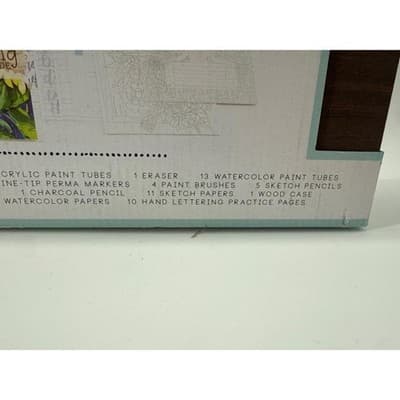 CRYLIC PAINT TUBES 1 ERASER 13 WATERCOLOR PAINT TUBES
INE-TIP PERMA MARKERS 4 PAINT BRUSHES 5 SKETCH PENCILS
1 CHARCOAL PENCIL 11 SKETCH PAPERS 1 WOOD CASE
WATERCOLOR PAPERS 10 HAND LETTERING PRACTICE PAGES